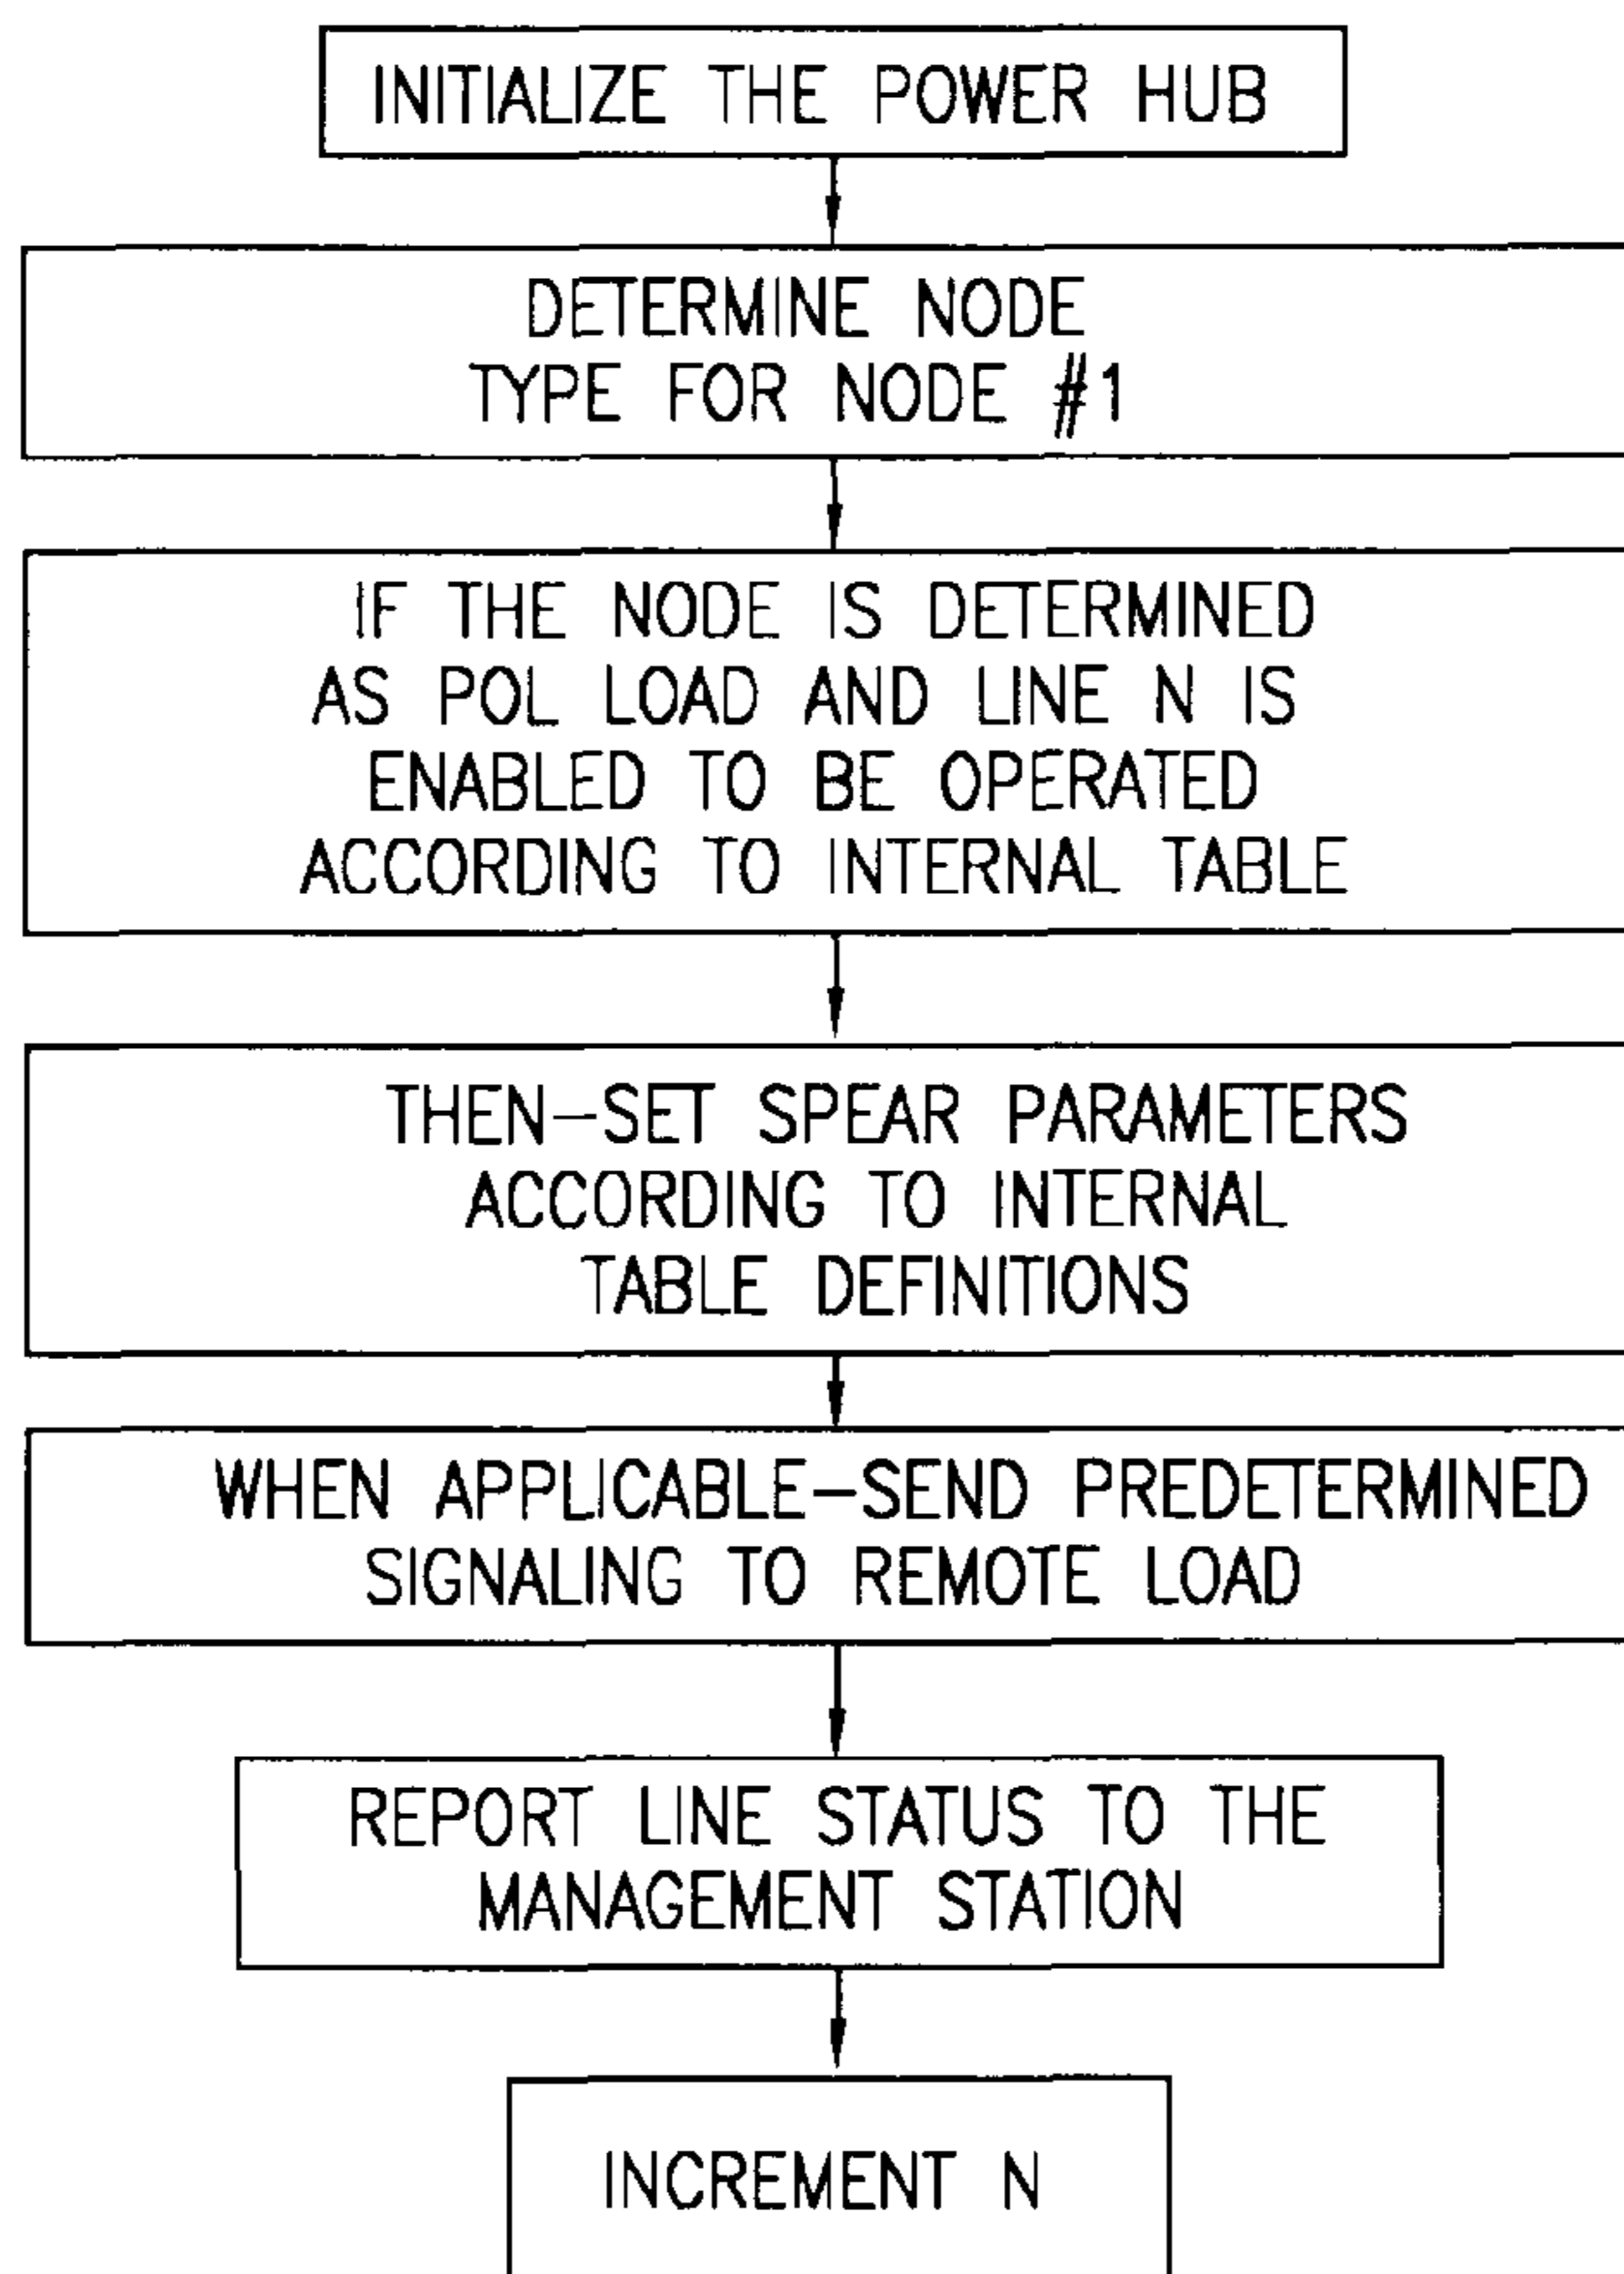 INITIALIZE THE POWER HUB
DETERMINE NODE
TYPE FOR NODE #1
IF THE NODE IS DETERMINED
AS POL LOAD AND LINE N IS
ENABLED TO BE OPERATED
ACCORDING TO INTERNAL TABLE
THEN-SET SPEAR PARAMETERS
ACCORDING TO INTERNAL
TABLE DEFINITIONS
WHEN APPLICABLE-SEND PREDETERMINED
SIGNALING TO REMOTE LOAD
REPORT LINE STATUS TO THE
MANAGEMENT STATION
INCREMENT N